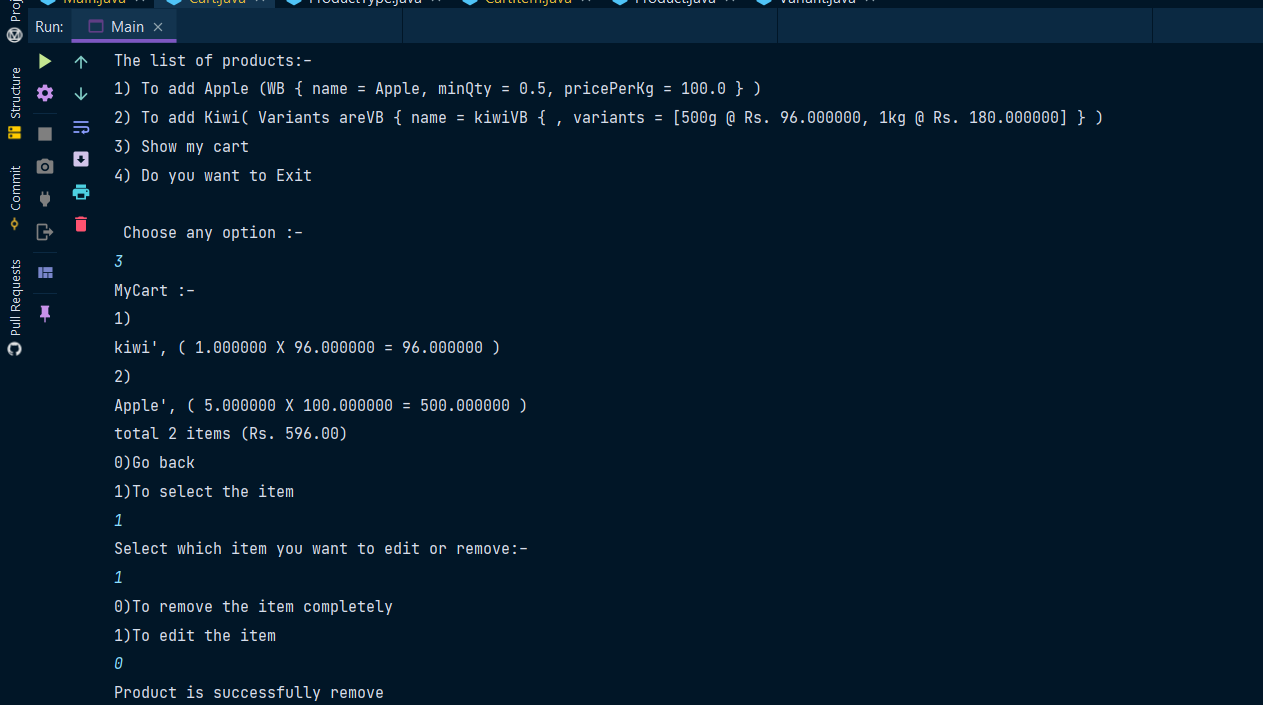 Main.java Cart.java ProductType.java CartItem.java Product.java Variant.java
Run: Main
Structure
Commit
Pull Requests
The list of products:-
1) To add Apple (WB { name = Apple, minQty = 0.5, pricePerKg = 100.0 } )
2) To add Kiwi( Variants areVB { name = kiwiVB { , variants = [500g @ Rs. 96.000000, 1kg @ Rs. 180.000000] } )
3) Show my cart
4) Do you want to Exit
Choose any option :-
3
MyCart :-
1)
kiwi', ( 1.000000 X 96.000000 = 96.000000 )
2)
Apple', ( 5.000000 X 100.000000 = 500.000000 )
total 2 items (Rs. 596.00)
0)Go back
1)To select the item
1
Select which item you want to edit or remove:-
1
0)To remove the item completely
1)To edit the item
0
Product is successfully remove